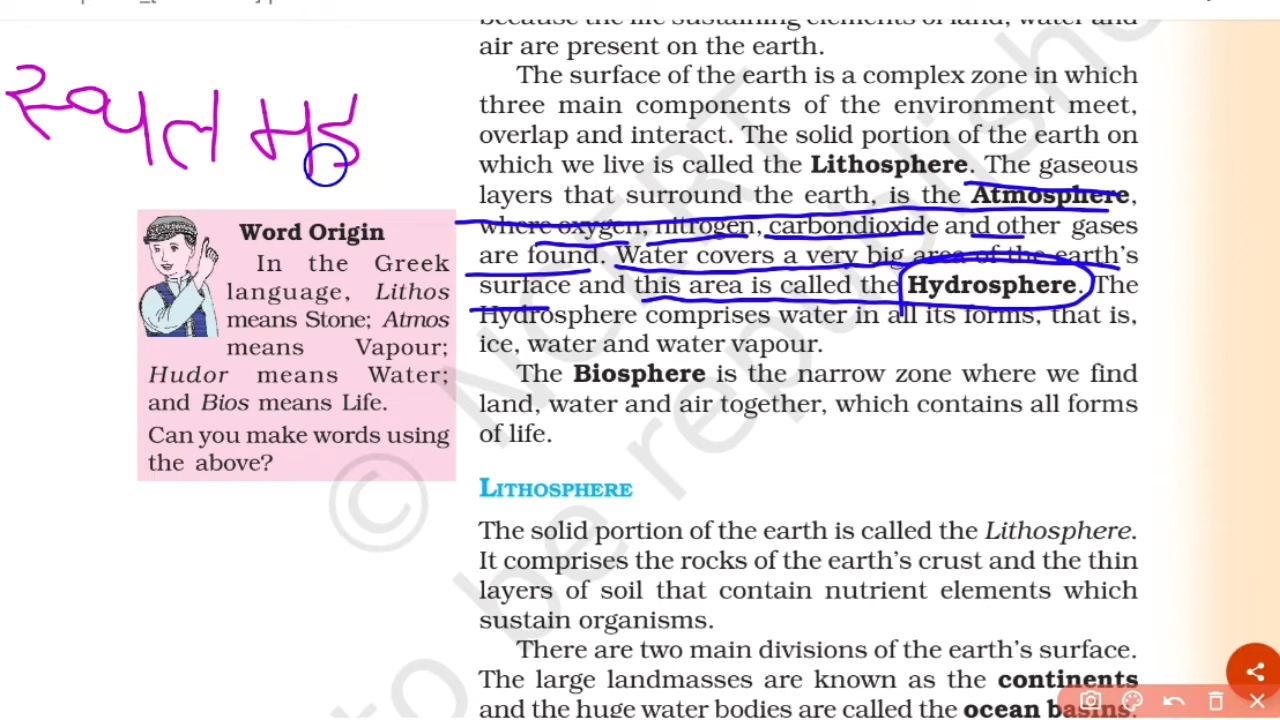 air are present on the earth.
The surface of the earth is a complex zone in which
three main components of the environment meet,
overlap and interact. The solid portion of the earth on
which we live is called the Lithosphere. The gaseous
layers that surround the earth, is the Atmosphere,
where oxygen, nitrogen, carbondioxide and other gases
are found. Water covers a very big area of the earth's
surface and this area is called the Hydrosphere. The
Hydrosphere comprises water in all its forms, that is,
ice, water and water vapour.
The Biosphere is the narrow zone where we find
land, water and air together, which contains all forms
of life.
Word Origin
In the Greek
language, Lithos
means Stone; Atmos
means Vapour;
Hudor means Water;
and Bios means Life.
Can you make words using
the above?
LITHOSPHERE
The solid portion of the earth is called the Lithosphere.
It comprises the rocks of the earth's crust and the thin
layers of soil that contain nutrient elements which
sustain organisms.
There are two main divisions of the earth's surface.
The large landmasses are known as the continents
and the huge water bodies are called the ocean basins.
© NCERT